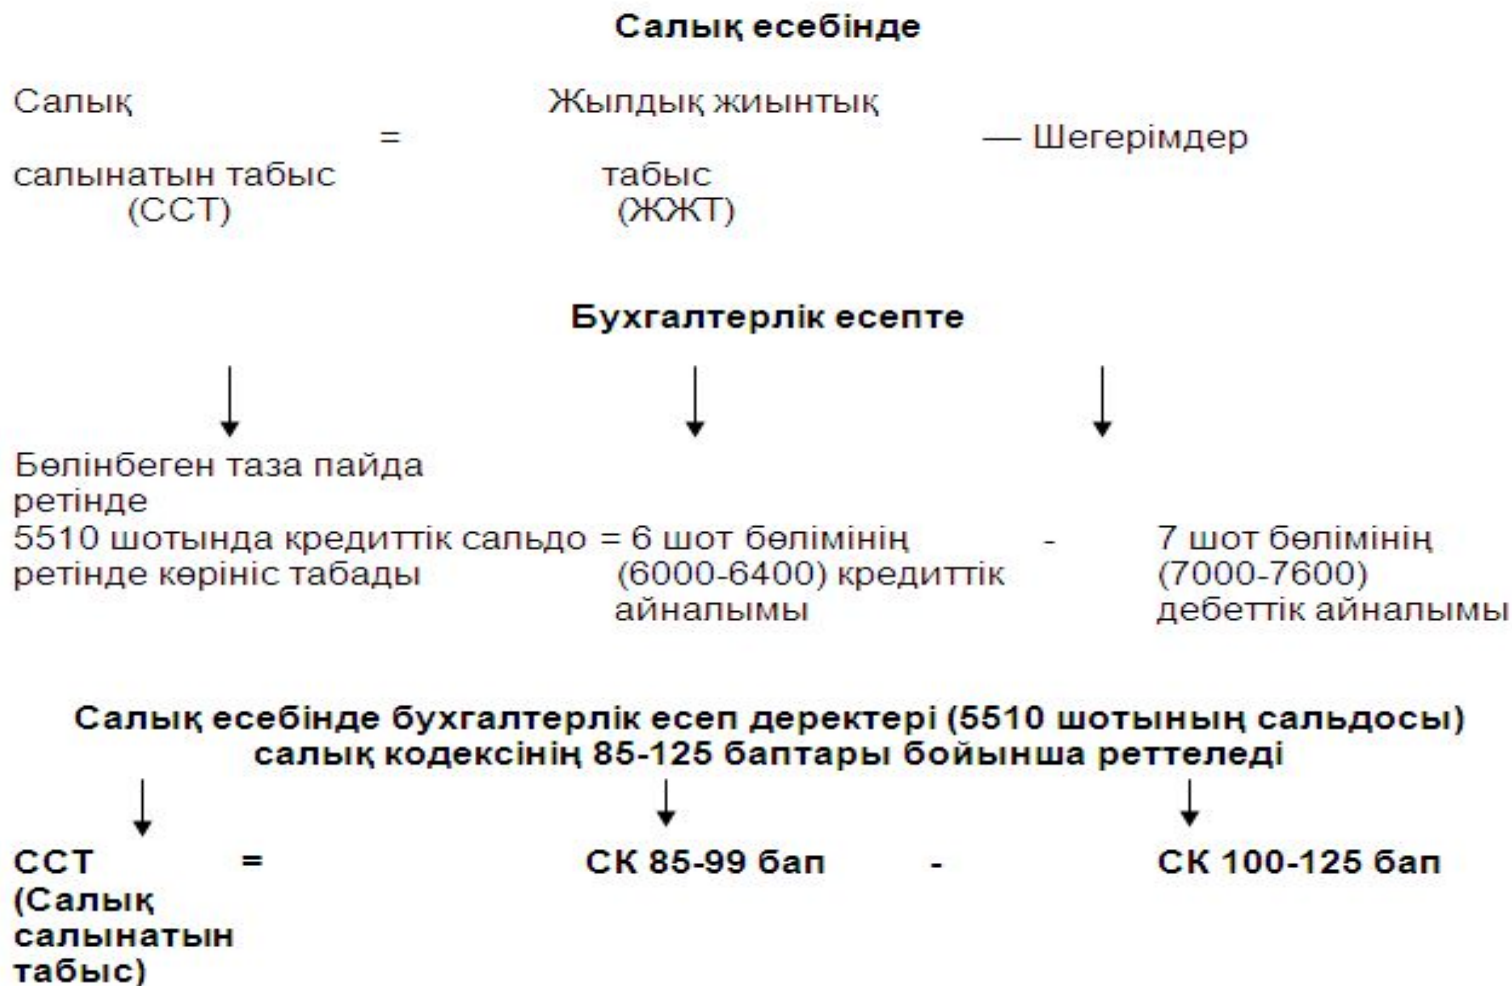 Салық есебінде
Салық Жылдық жиынтық
= — Шегерімдер
салынатын табыс табыс
(ССТ) (ЖЖТ)
Бухгалтерлік есепте
Бөлінбеген таза пайда
ретінде
5510 шотында кредиттік сальдо = 6 шот бөлімінің - 7 шот бөлімінің
ретінде көрініс табады (6000-6400) кредиттік (7000-7600)
айналымы дебеттік айналымы
Салық есебінде бухгалтерлік есеп деректері (5510 шотының сальдосы)
салық кодексінің 85-125 баптары бойынша реттеледі
ССТ = СК 85-99 бап - СК 100-125 бап
(Салық
салынатын
табыс)